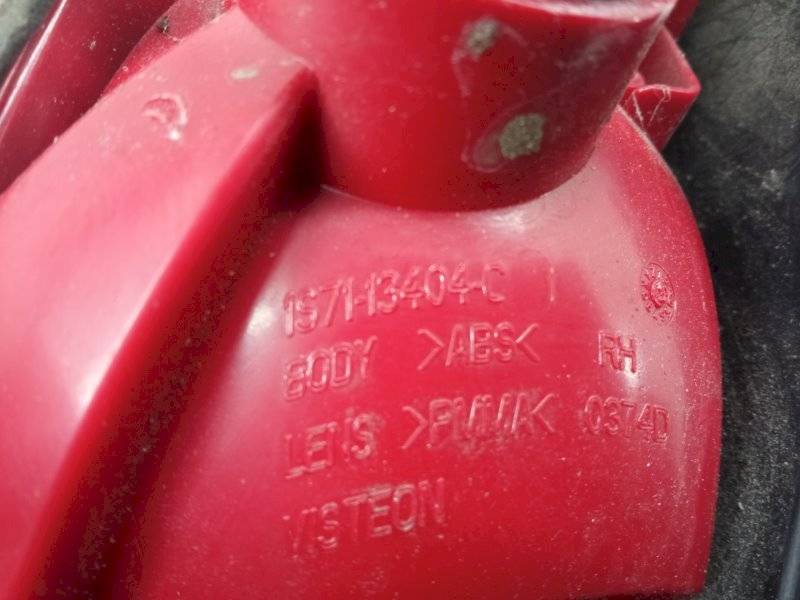 1S71-13404-C
BODY >ABS< RH
LENS >PMMA< 0374D
VISTEON